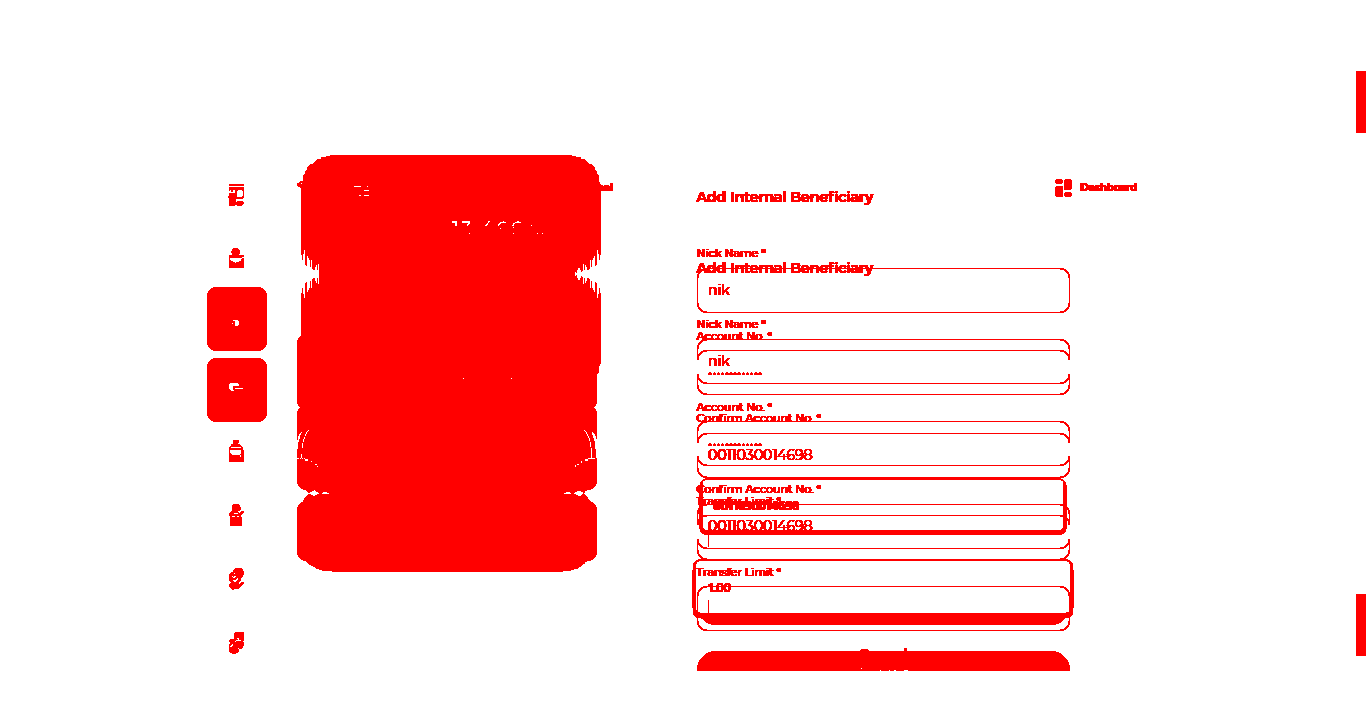 Add Internal Beneficiary
Dashboard
Nick Name *
Add Internal Beneficiary
nik
Nick Name *
Account No. *
nik
Account No. *
Confirm Account No. *
0011030014698
Confirm Account No. *
Transfer Limit *
0011030014698
Transfer Limit *
1.00